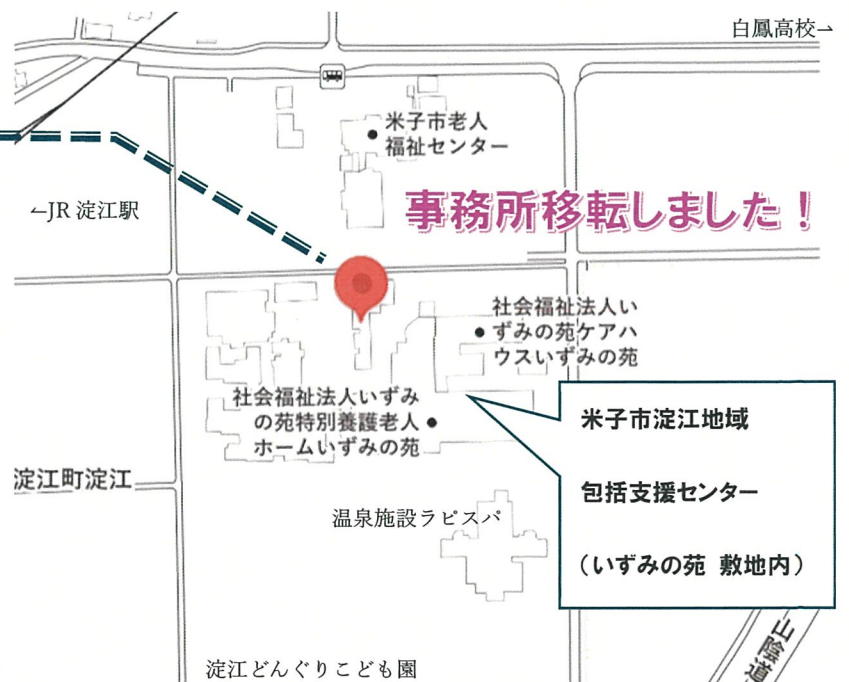 白鳳高校→
米子市老人
福祉センター
←JR 淀江駅
事務所移転しました！
社会福祉法人い
ずみの苑ケアハ
ウスいずみの苑
社会福祉法人いずみ
の苑特別養護老人
ホームいずみの苑
米子市淀江地域
包括支援センター
（いずみの苑 敷地内）
淀江町淀江
温泉施設ラピスパ
山陰道
淀江どんぐりこども園